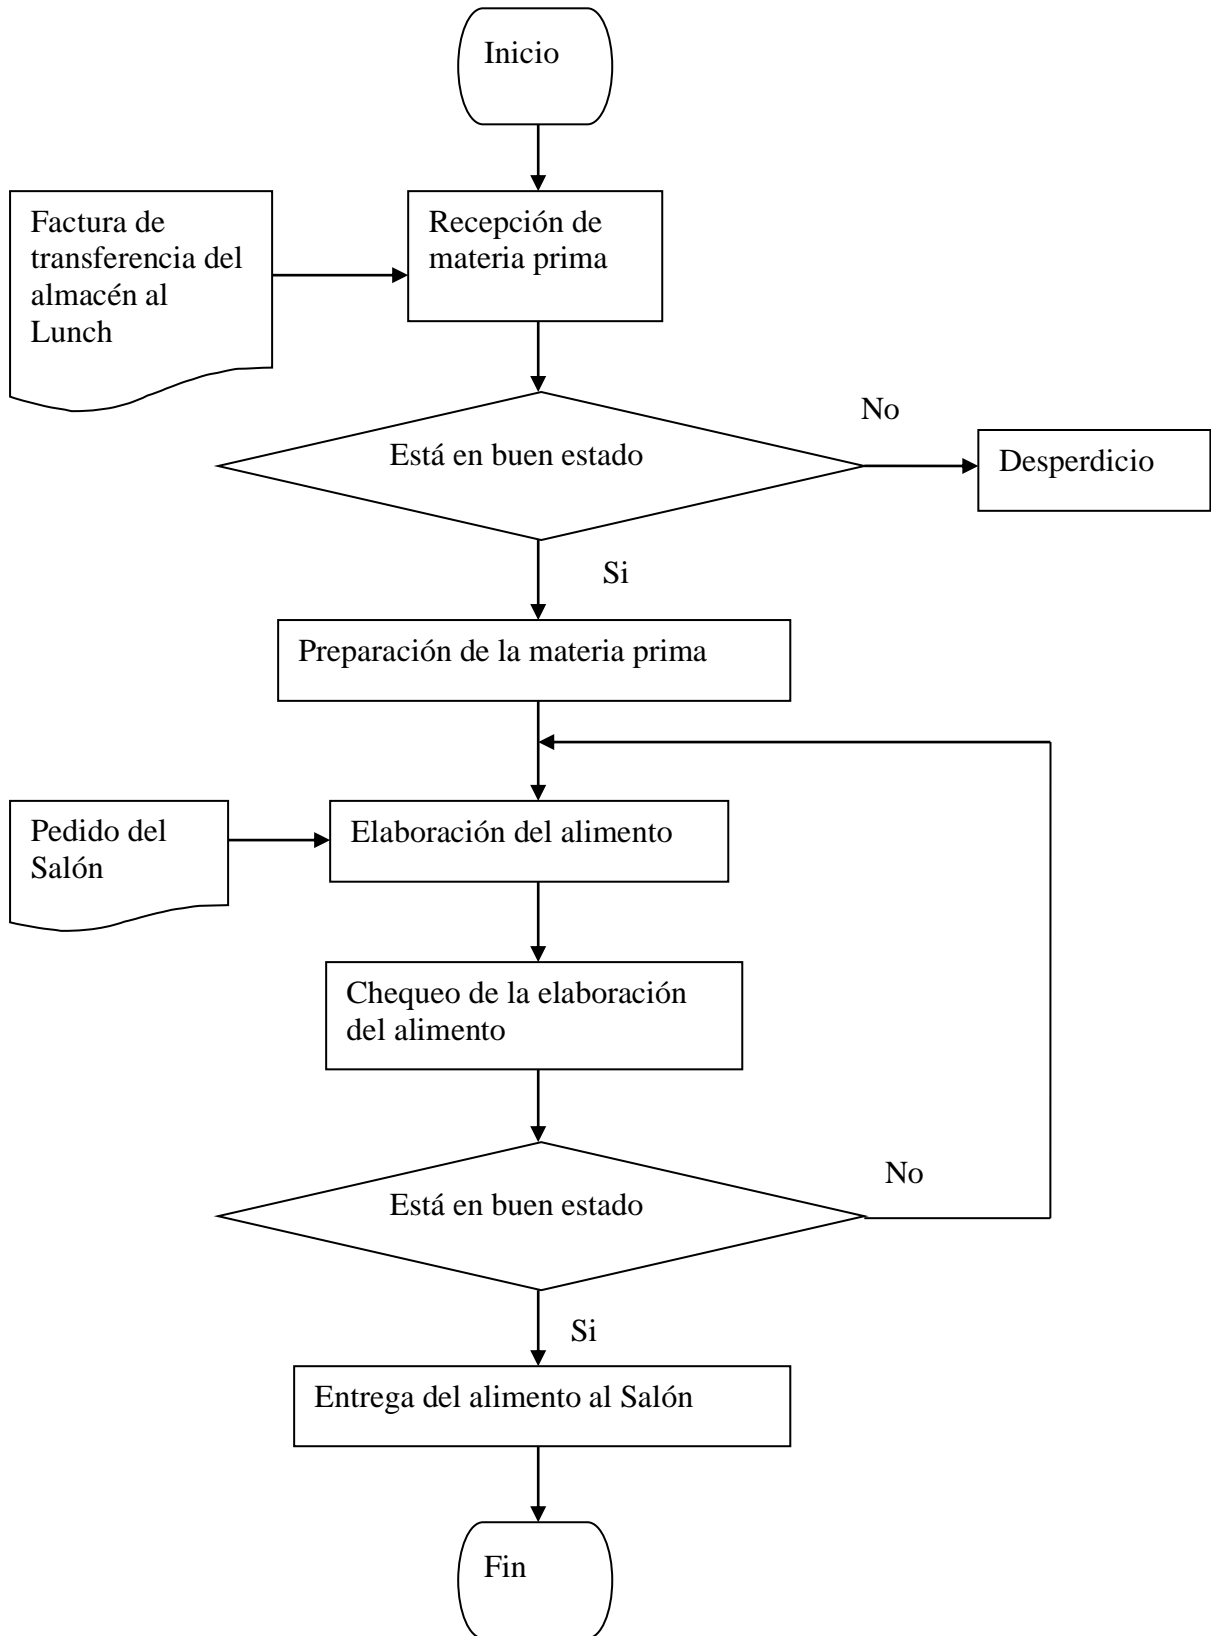 Inicio
Factura de
transferencia del
almacén al
Lunch
Recepción de
materia prima
Está en buen estado
No
Desperdicio
Si
Preparación de la materia prima
Pedido del
Salón
Elaboración del alimento
Chequeo de la elaboración
del alimento
Está en buen estado
No
Si
Entrega del alimento al Salón
Fin